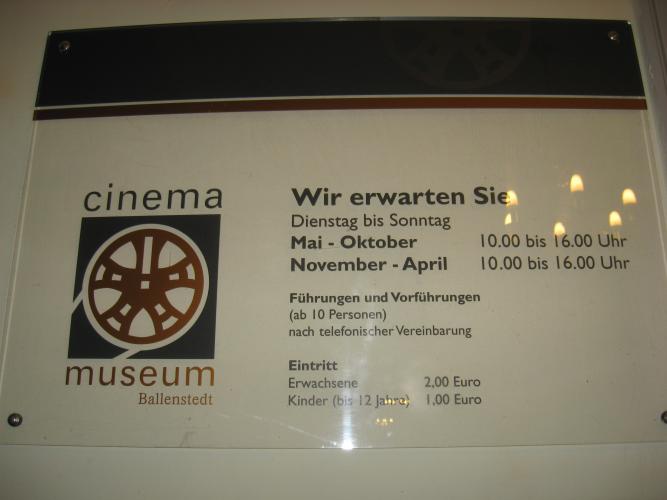 cinema
museum
Ballenstedt
Wir erwarten Sie
Dienstag bis Sonntag
Mai - Oktober 10.00 bis 16.00 Uhr
November - April 10.00 bis 16.00 Uhr
Führungen und Vorführungen
(ab 10 Personen)
nach telefonischer Vereinbarung
Eintritt
Erwachsene 2,00 Euro
Kinder (bis 12 Jahre) 1,00 Euro